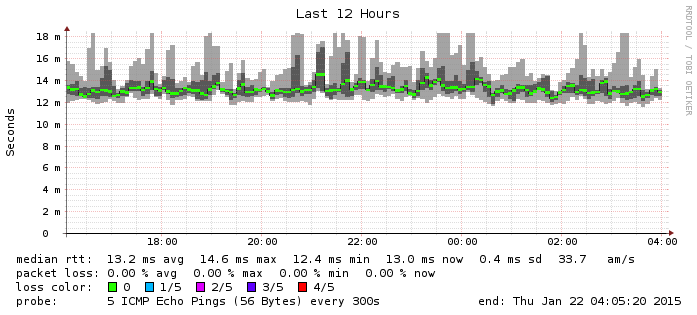 Last 12 Hours
RRDTOOL / TOBI OETIKER
Seconds
18 m
16 m
14 m
12 m
10 m
8 m
6 m
4 m
2 m
0
18:00 20:00 22:00 00:00 02:00 04:00
median rtt: 13.2 ms avg 14.6 ms max 12.4 ms min 13.0 ms now 0.4 ms sd 33.7 am/s
packet loss: 0.00 % avg 0.00 % max 0.00 % min 0.00 % now
loss color: 0 1/5 2/5 3/5 4/5
probe: 5 ICMP Echo Pings (56 Bytes) every 300s end: Thu Jan 22 04:05:20 2015